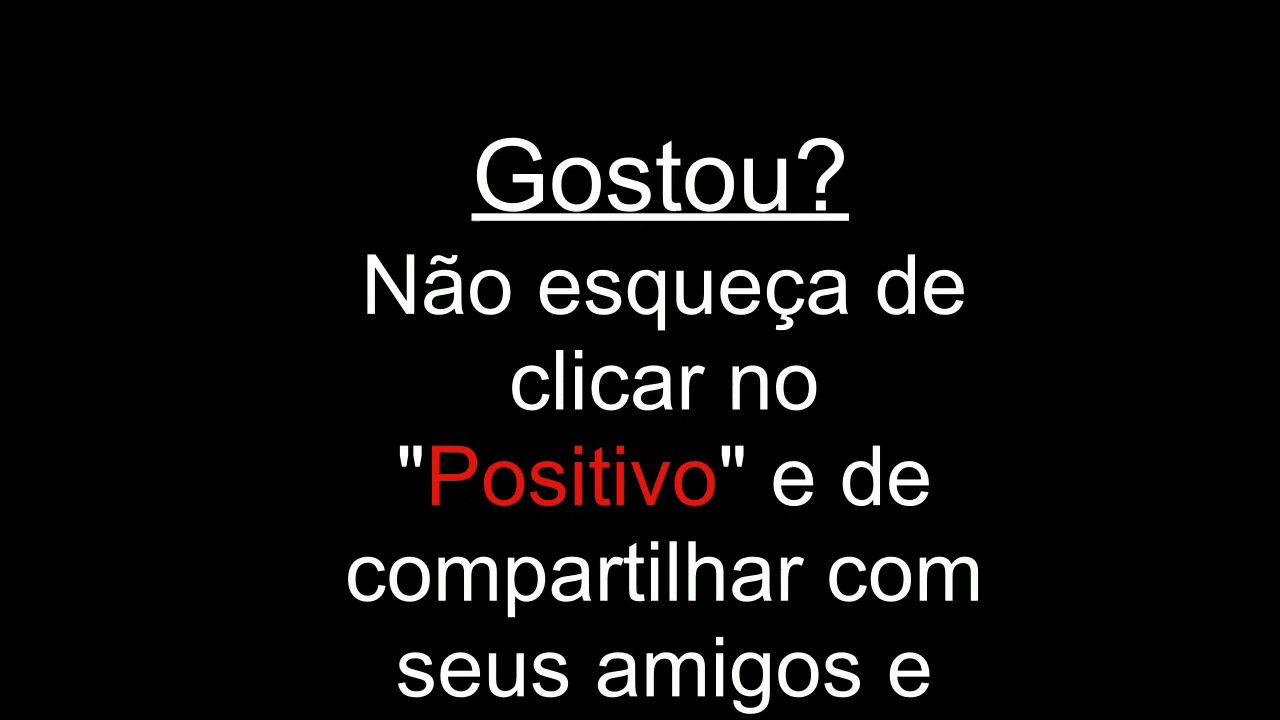 Gostou?
Não esqueça de
clicar no
"Positivo" e de
compartilhar com
seus amigos e